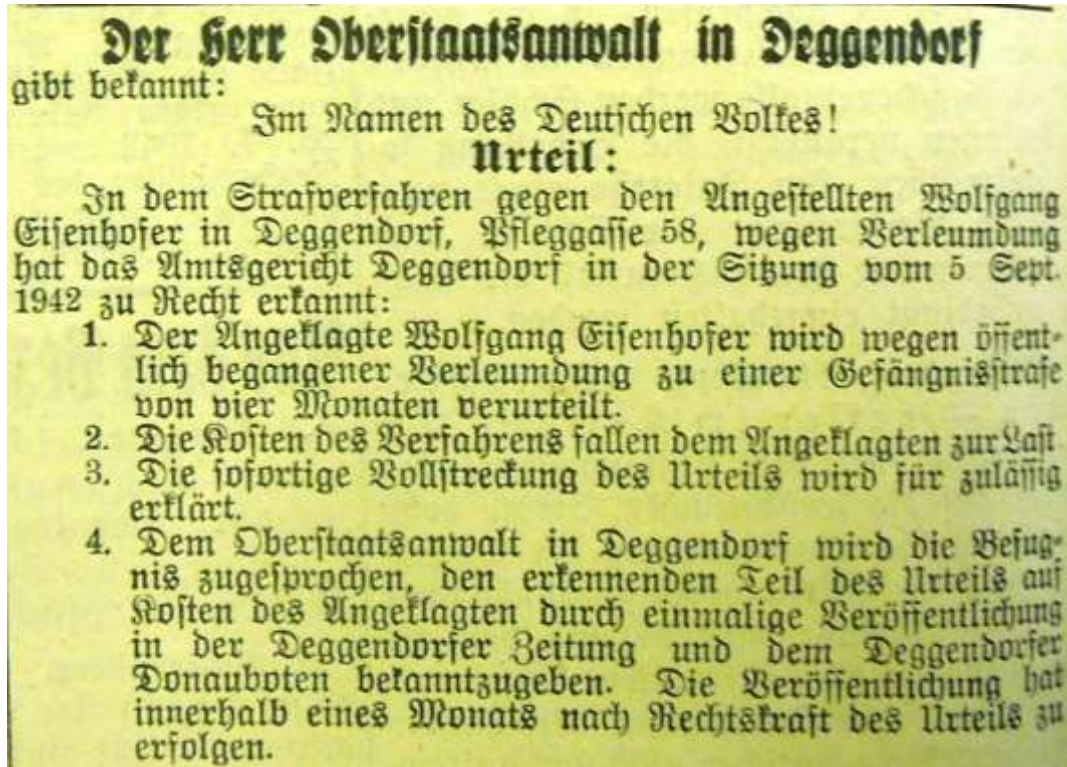 Der Herr Oberstaatsanwalt in Deggendorf
gibt bekannt:
Im Namen des Deutschen Volkes!
Urteil:
In dem Strafverfahren gegen den Angestellten Wolfgang
Eisenhofer in Deggendorf, Pfleggasse 58, wegen Verleumdung
hat das Amtsgericht Deggendorf in der Sitzung vom 5 Sept.
1942 zu Recht erkannt:
1. Der Angeklagte Wolfgang Eisenhofer wird wegen öffent-
lich begangener Verleumdung zu einer Gefängnisstrafe
von vier Monaten verurteilt.
2. Die Kosten des Verfahrens fallen dem Angeklagten zur Last
3. Die sofortige Vollstreckung des Urteils wird für zulässig
erklärt.
4. Dem Oberstaatsanwalt in Deggendorf wird die Befug-
nis zugesprochen, den erkennenden Teil des Urteils auf
Kosten des Angeklagten durch einmalige Veröffentlichung
in der Deggendorfer Zeitung und dem Deggendorfer
Donauboten bekanntzugeben. Die Veröffentlichung hat
innerhalb eines Monats nach Rechtskraft des Urteils zu
erfolgen.